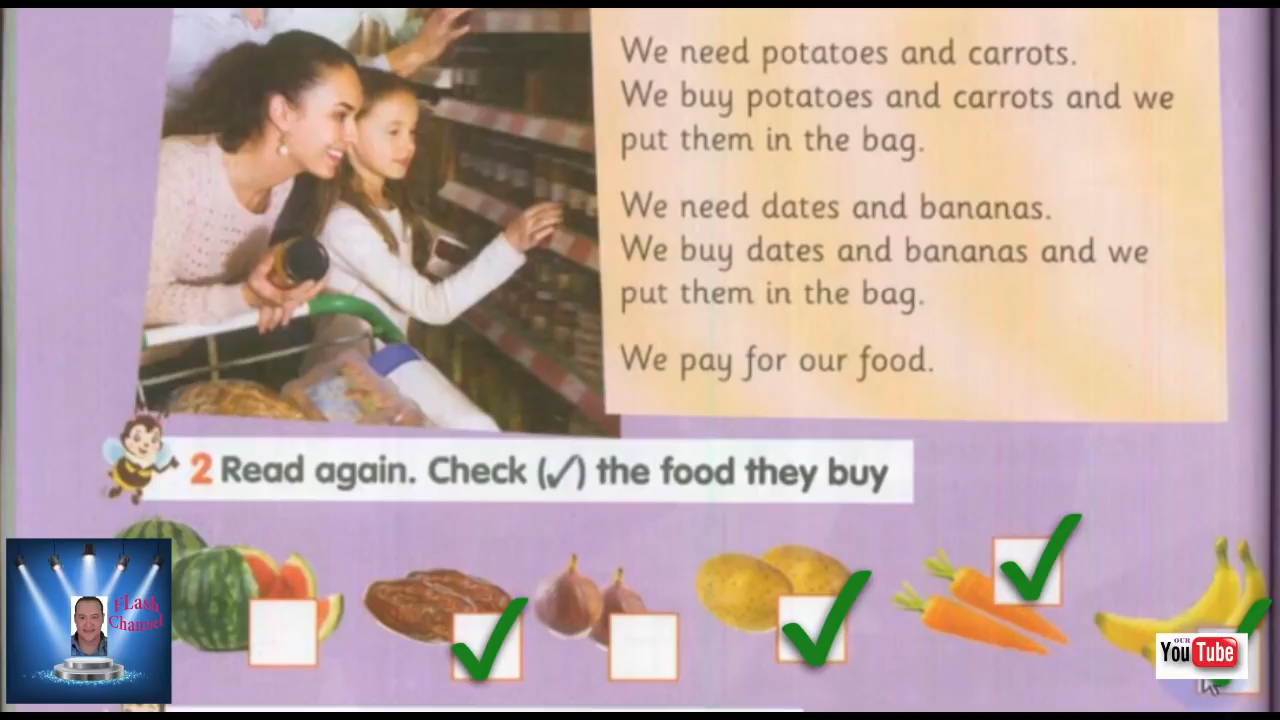 We need potatoes and carrots.
We buy potatoes and carrots and we
put them in the bag.
We need dates and bananas.
We buy dates and bananas and we
put them in the bag.
We pay for our food.
2 Read again. Check (✓) the food they buy
FLash
Channel
OUR
YouTube